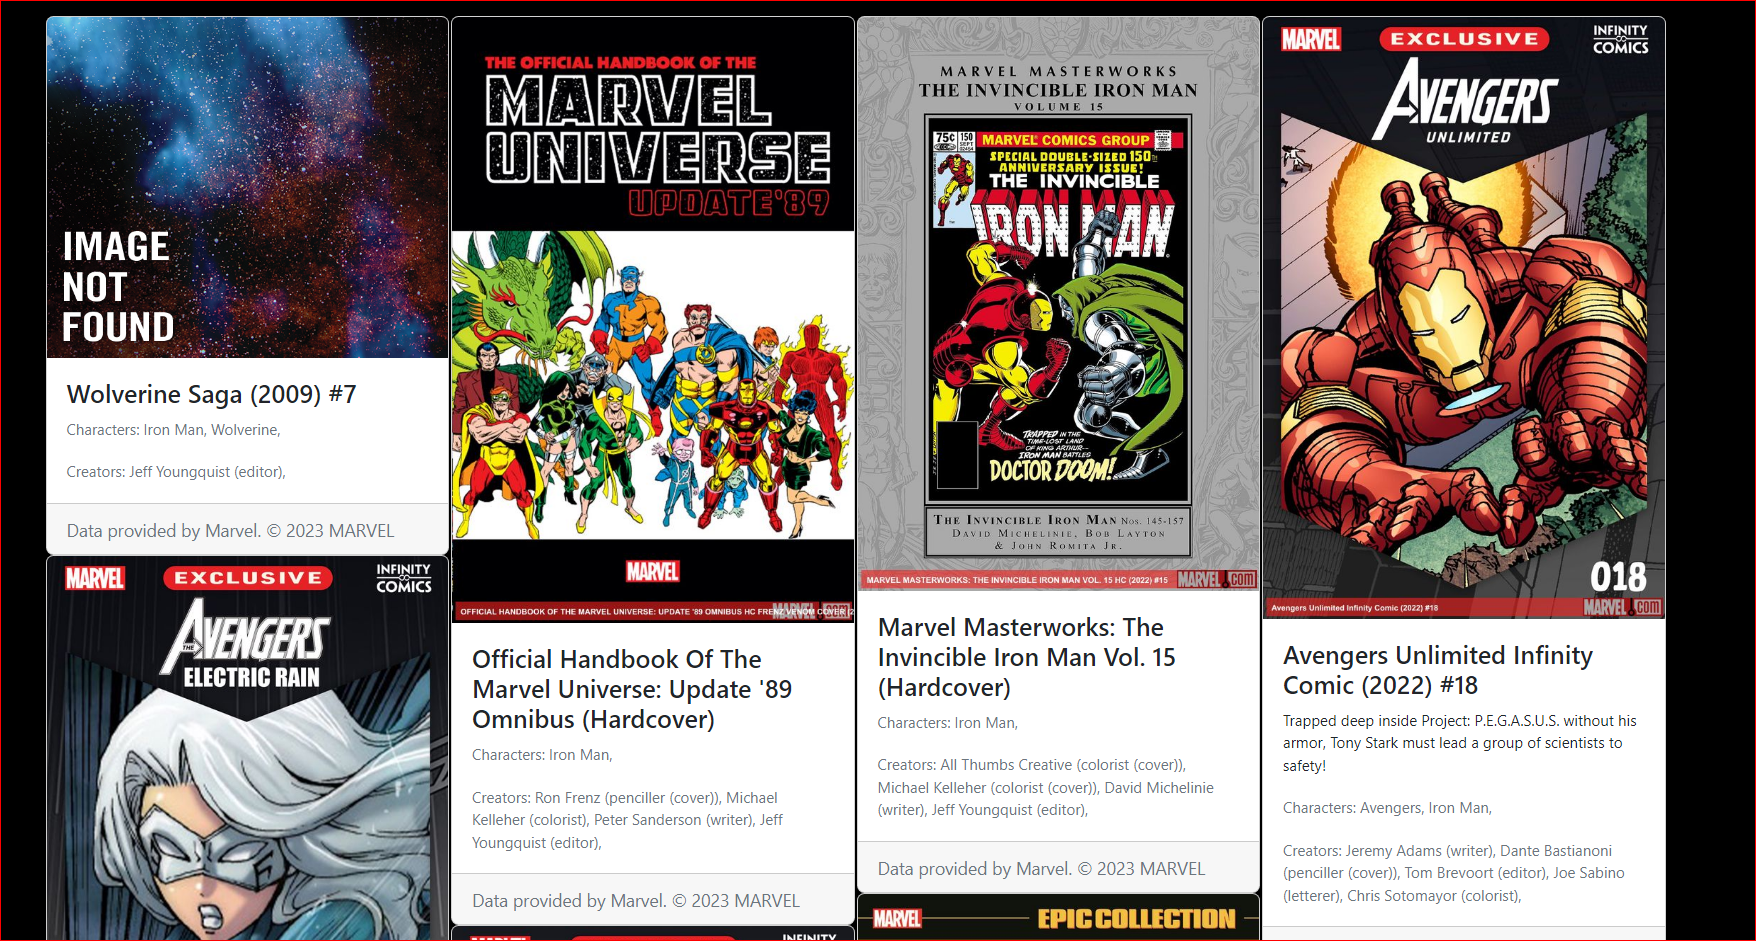 IMAGE
NOT
FOUND
Wolverine Saga (2009) #7
Characters: Iron Man, Wolverine,
Creators: Jeff Youngquist (editor),
Data provided by Marvel. © 2023 MARVEL
MARVEL
EXCLUSIVE
INFINITY
COMICS
THE AVENGERS
ELECTRIC RAIN
THE OFFICIAL HANDBOOK OF THE
MARVEL
UNIVERSE
UPDATE'89
MARVEL
OFFICIAL HANDBOOK OF THE MARVEL UNIVERSE: UPDATE '89 OMNIBUS HC FRENZ VENOM COVER
MARVEL.COM
Official Handbook Of The
Marvel Universe: Update '89
Omnibus (Hardcover)
Characters: Iron Man,
Creators: Ron Frenz (penciller (cover)), Michael
Kelleher (colorist), Peter Sanderson (writer), Jeff
Youngquist (editor),
Data provided by Marvel. © 2023 MARVEL
MARVEL MASTERWORKS
THE INVINCIBLE IRON MAN
VOLUME 15
75¢ 150 SEPT
MARVEL COMICS GROUP
SPECIAL DOUBLE-SIZED 150TH
ANNIVERSARY ISSUE!
THE INVINCIBLE
IRON MAN
TRAPPED IN THE
TIME-LOST LAND
OF KING ARTHUR—
IRON MAN BATTLES
DOCTOR DOOM!
THE INVINCIBLE IRON MAN NOS. 145-157
DAVID MICHELINIE, BOB LAYTON
& JOHN ROMITA JR.
MARVEL MASTERWORKS: THE INVINCIBLE IRON MAN VOL. 15 HC (2022) #15
MARVEL.COM
Marvel Masterworks: The
Invincible Iron Man Vol. 15
(Hardcover)
Characters: Iron Man,
Creators: All Thumbs Creative (colorist (cover)),
Michael Kelleher (colorist (cover)), David Michelinie
(writer), Jeff Youngquist (editor),
Data provided by Marvel. © 2023 MARVEL
MARVEL
EPIC COLLECTION
MARVEL
EXCLUSIVE
INFINITY
COMICS
AVENGERS
UNLIMITED
018
Avengers Unlimited Infinity Comic (2022) #18
MARVEL.COM
Avengers Unlimited Infinity
Comic (2022) #18
Trapped deep inside Project: P.E.G.A.S.U.S. without his
armor, Tony Stark must lead a group of scientists to
safety!
Characters: Avengers, Iron Man,
Creators: Jeremy Adams (writer), Dante Bastianoni
(penciller (cover)), Tom Brevoort (editor), Joe Sabino
(letterer), Chris Sotomayor (colorist),